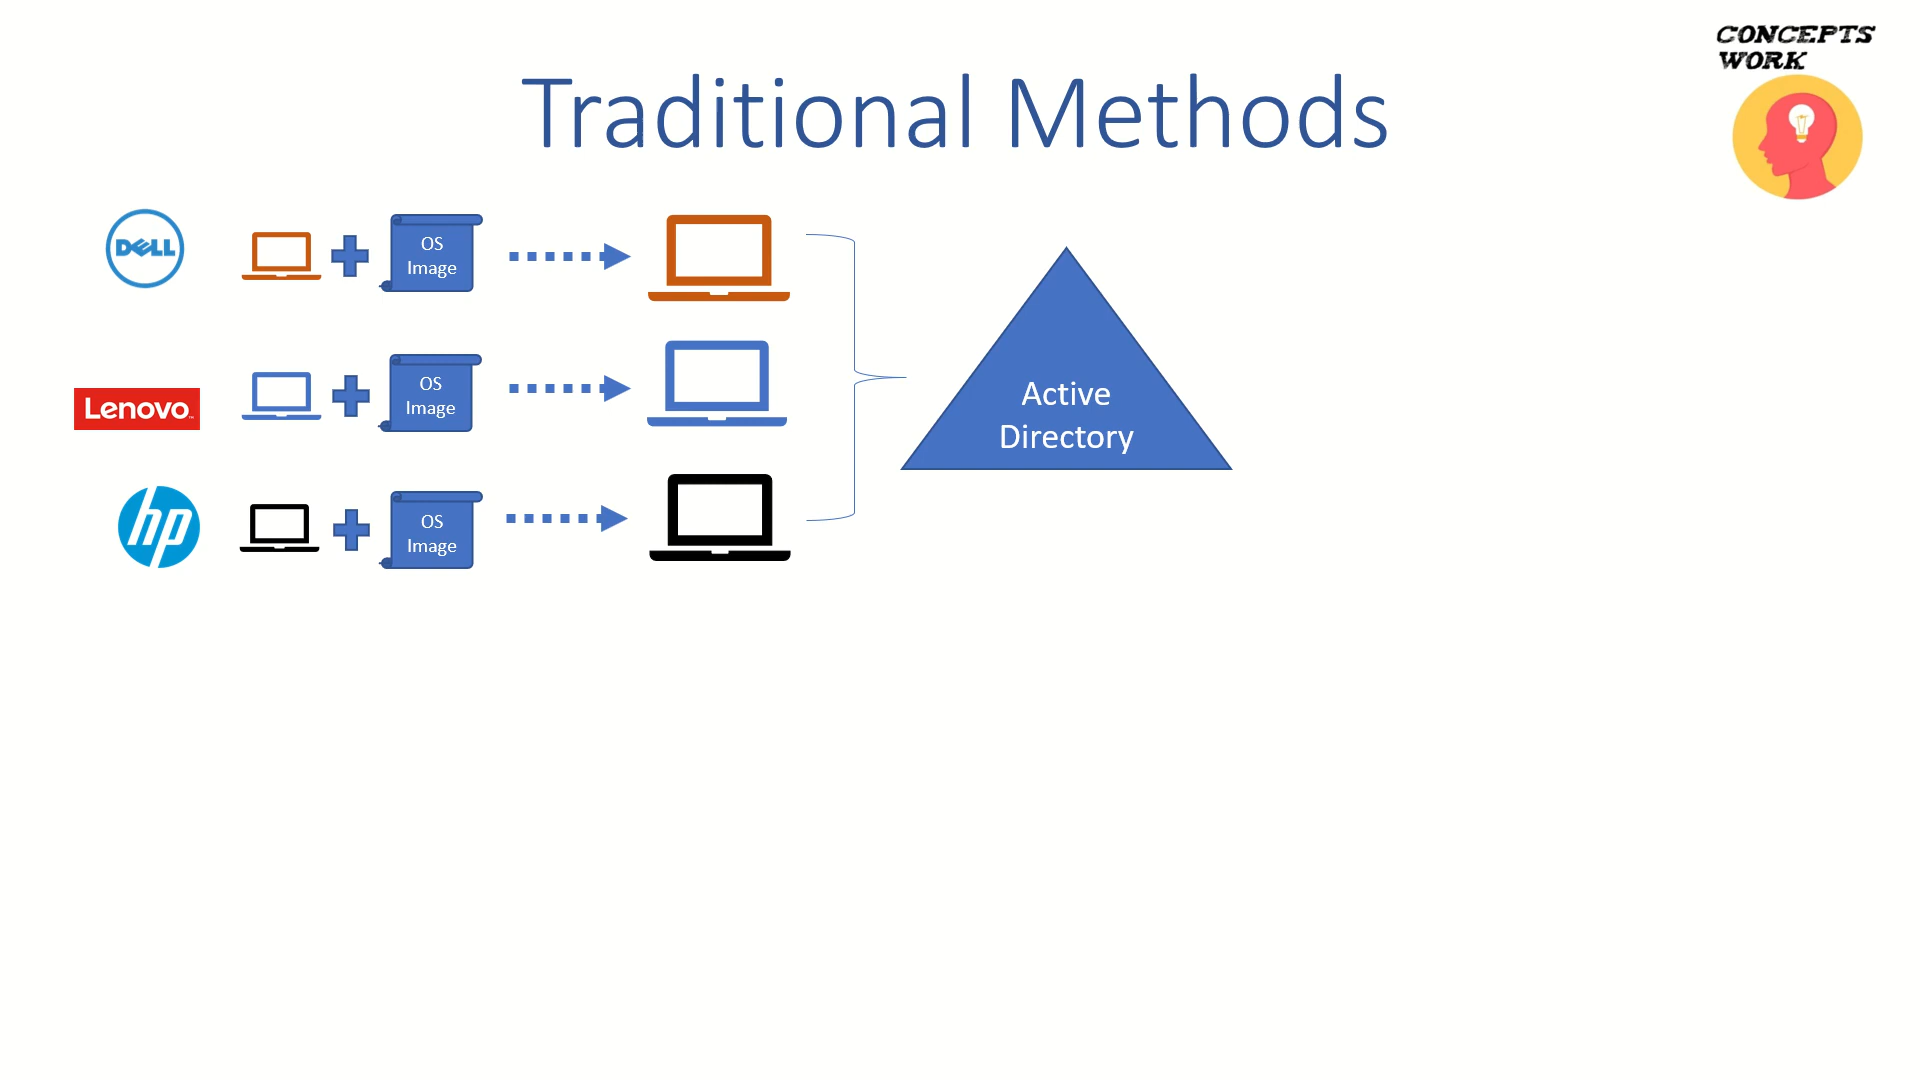 CONCEPTS
WORK
Traditional Methods
DELL
OS
Image
Lenovo
OS
Image
hp
OS
Image
Active
Directory